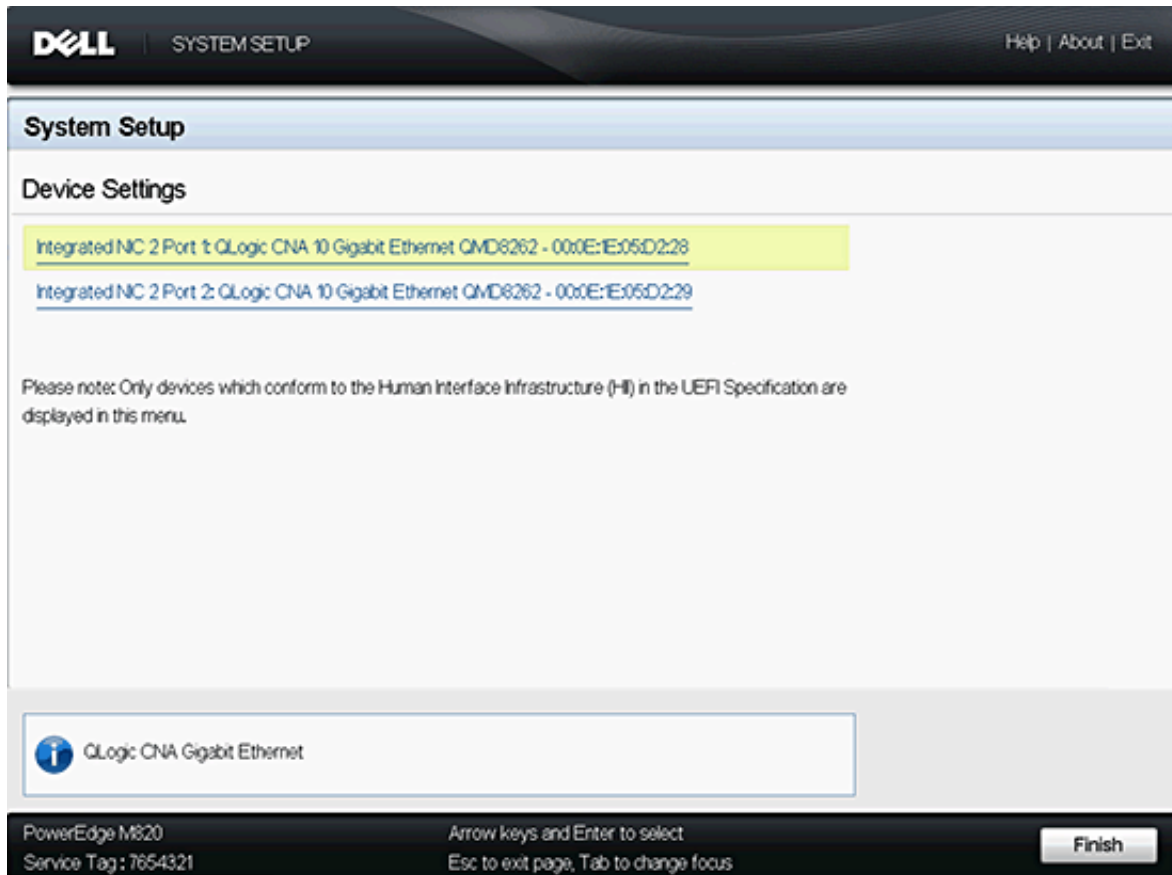 DELL SYSTEM SETUP Help | About | Exit
System Setup
Device Settings
Integrated NIC 2 Port 1: QLogic CNA 10 Gigabit Ethernet QMD8262 - 00:0E:1E:05:D2:28
Integrated NIC 2 Port 2: QLogic CNA 10 Gigabit Ethernet QMD8262 - 00:0E:1E:05:D2:29
Please note: Only devices which conform to the Human Interface Infrastructure (HII) in the UEFI Specification are
displayed in this menu.
QLogic CNA Gigabit Ethernet
PowerEdge M820 Arrow keys and Enter to select
Service Tag : 7654321 Esc to exit page, Tab to change focus
Finish